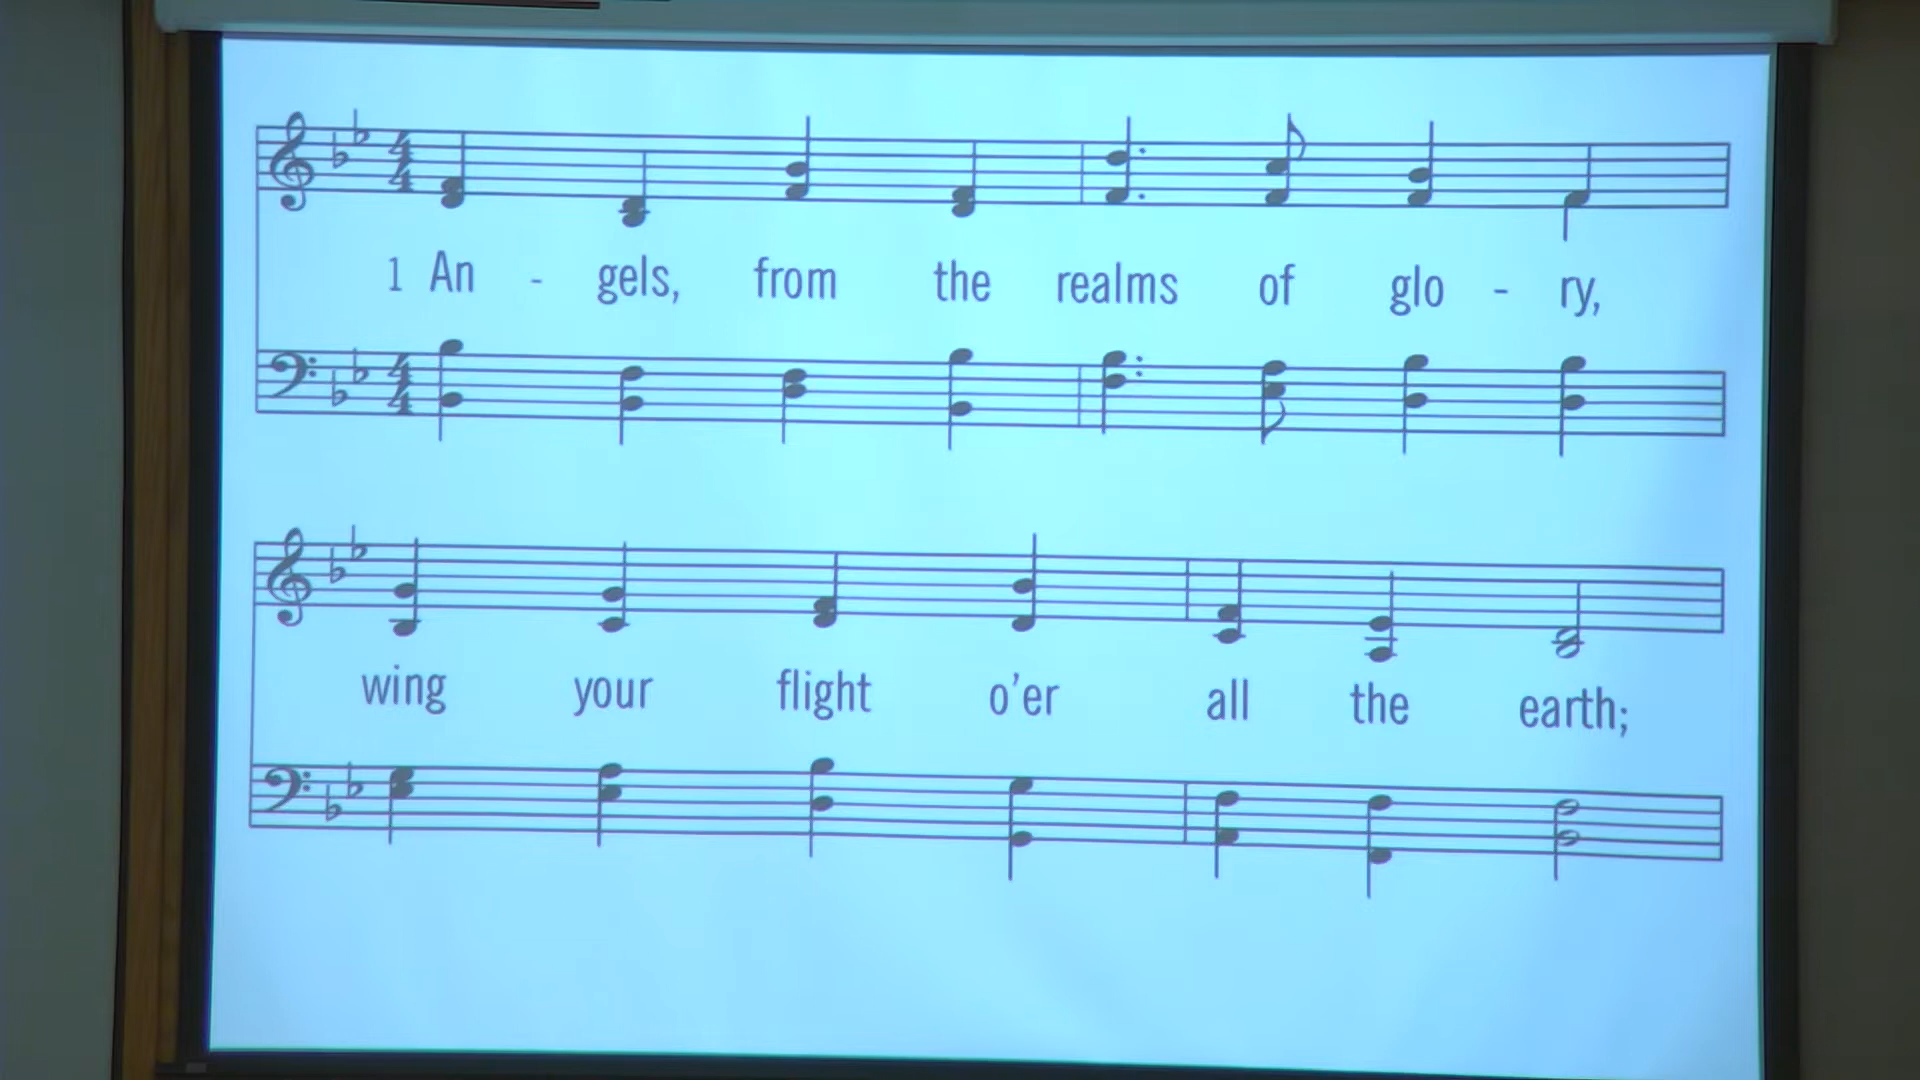 1 An - gels, from the realms of glo - ry,
wing your flight o'er all the earth;